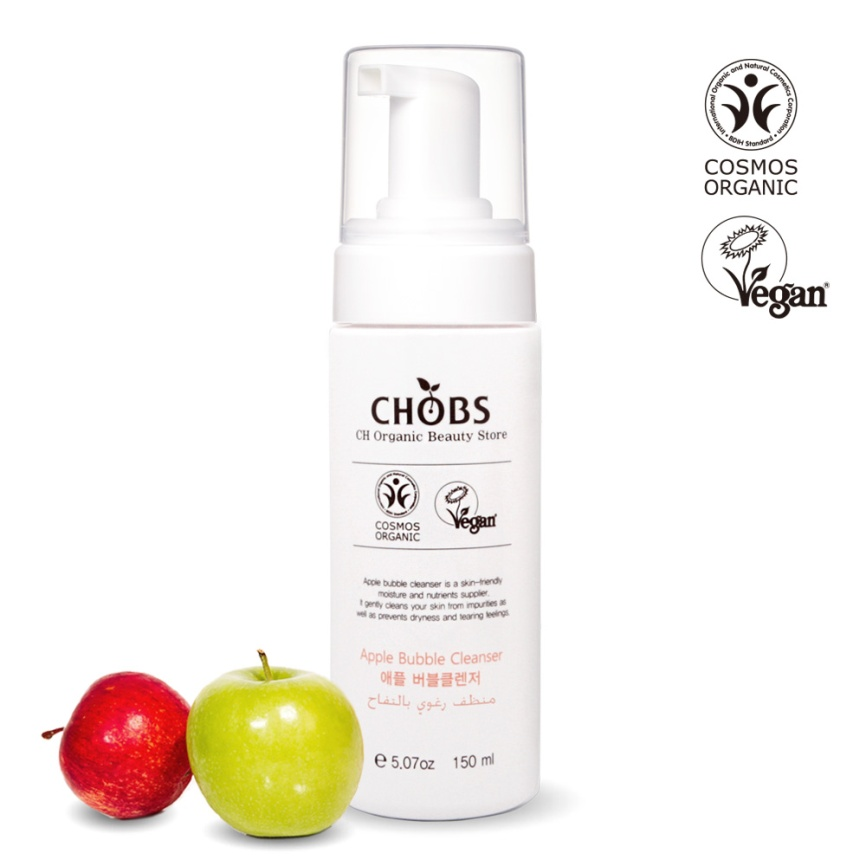 International Organic and Natural Cosmetics Corporation
• BDIH Standard •
COSMOS
ORGANIC
Vegan®
CHOBS
CH Organic Beauty Store
COSMOS
ORGANIC
Vegan®
Apple bubble cleanser is a skin-friendly
moisture and nutrients supplier.
It gently cleans your skin from impurities as
well as prevents dryness and tearing feelings.
Apple Bubble Cleanser
애플 버블클렌저
منظف رغوي بالتفاح
e 5.07oz 150 ml